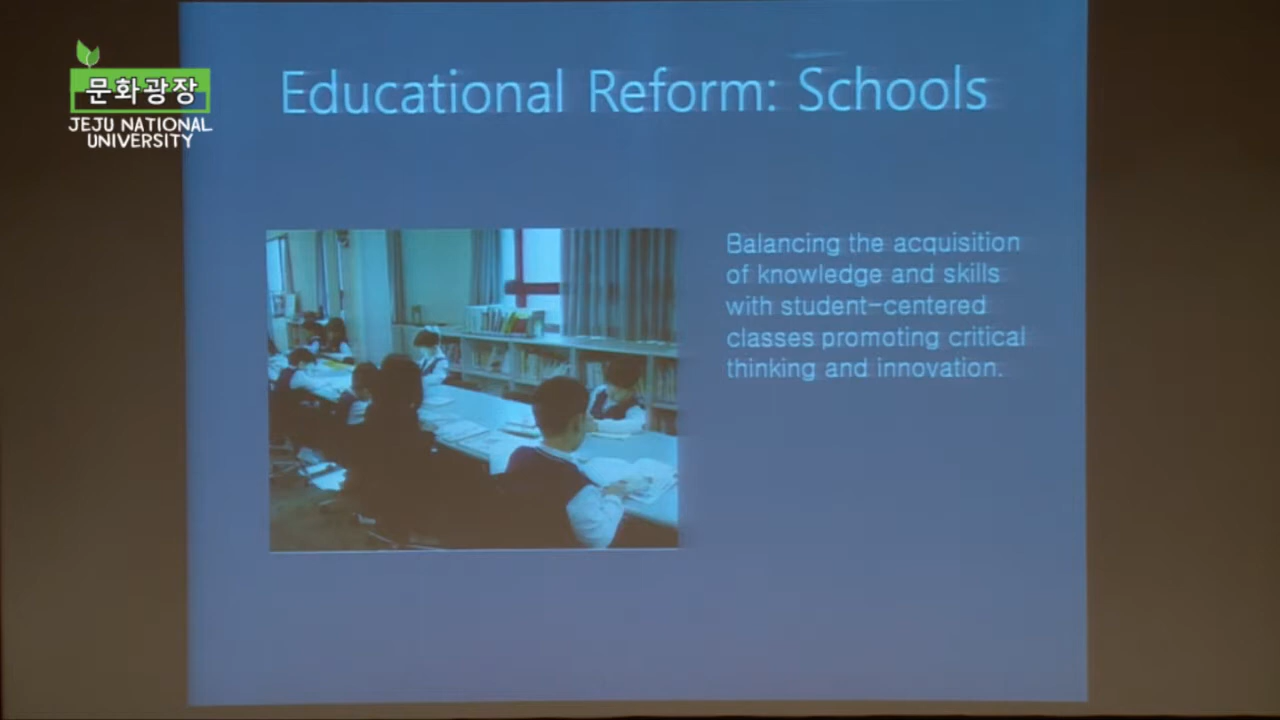 문화광장
JEJU NATIONAL
UNIVERSITY
Educational Reform: Schools
Balancing the acquisition
of knowledge and skills
with student-centered
classes promoting critical
thinking and innovation.